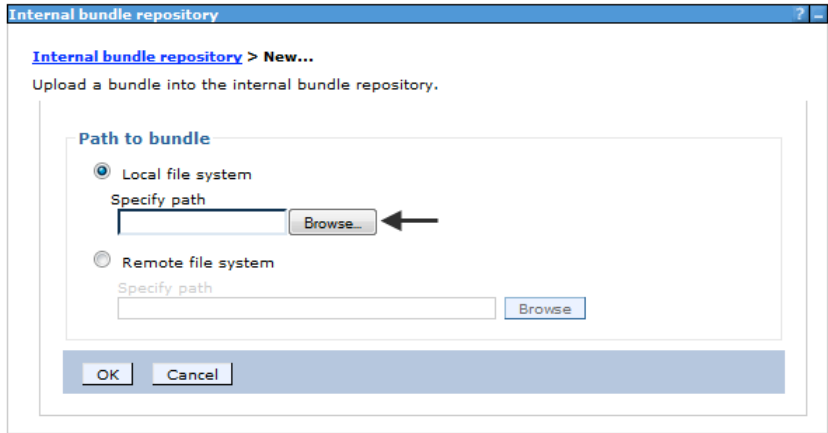 Internal bundle repository ? -
Internal bundle repository > New...
Upload a bundle into the internal bundle repository.
Path to bundle
Local file system
Specify path
Browse...
Remote file system
Specify path
Browse
OK Cancel